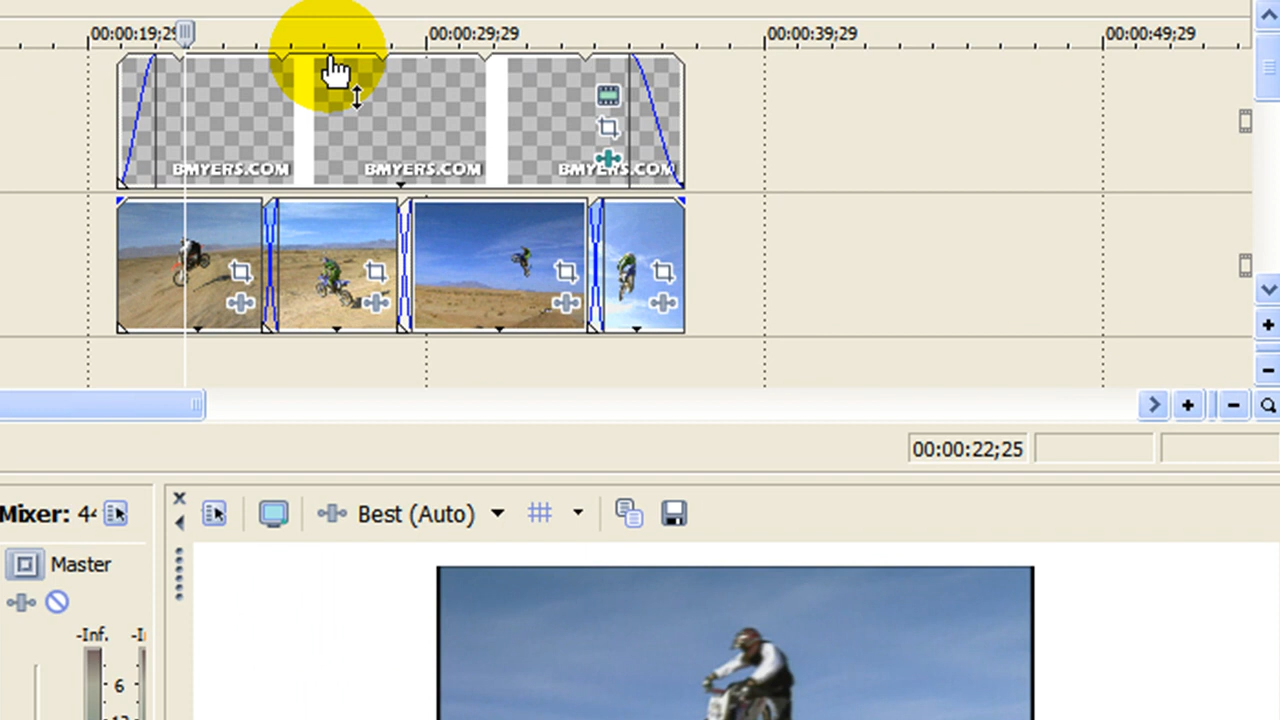 00:00:19;29
00:00:29;29
00:00:39;29
00:00:49;29
BMYERS.COM
BMYERS.COM
BMYERS.COM
00:00:22;25
Mixer: 44
Best (Auto)
Master
-Inf.
6